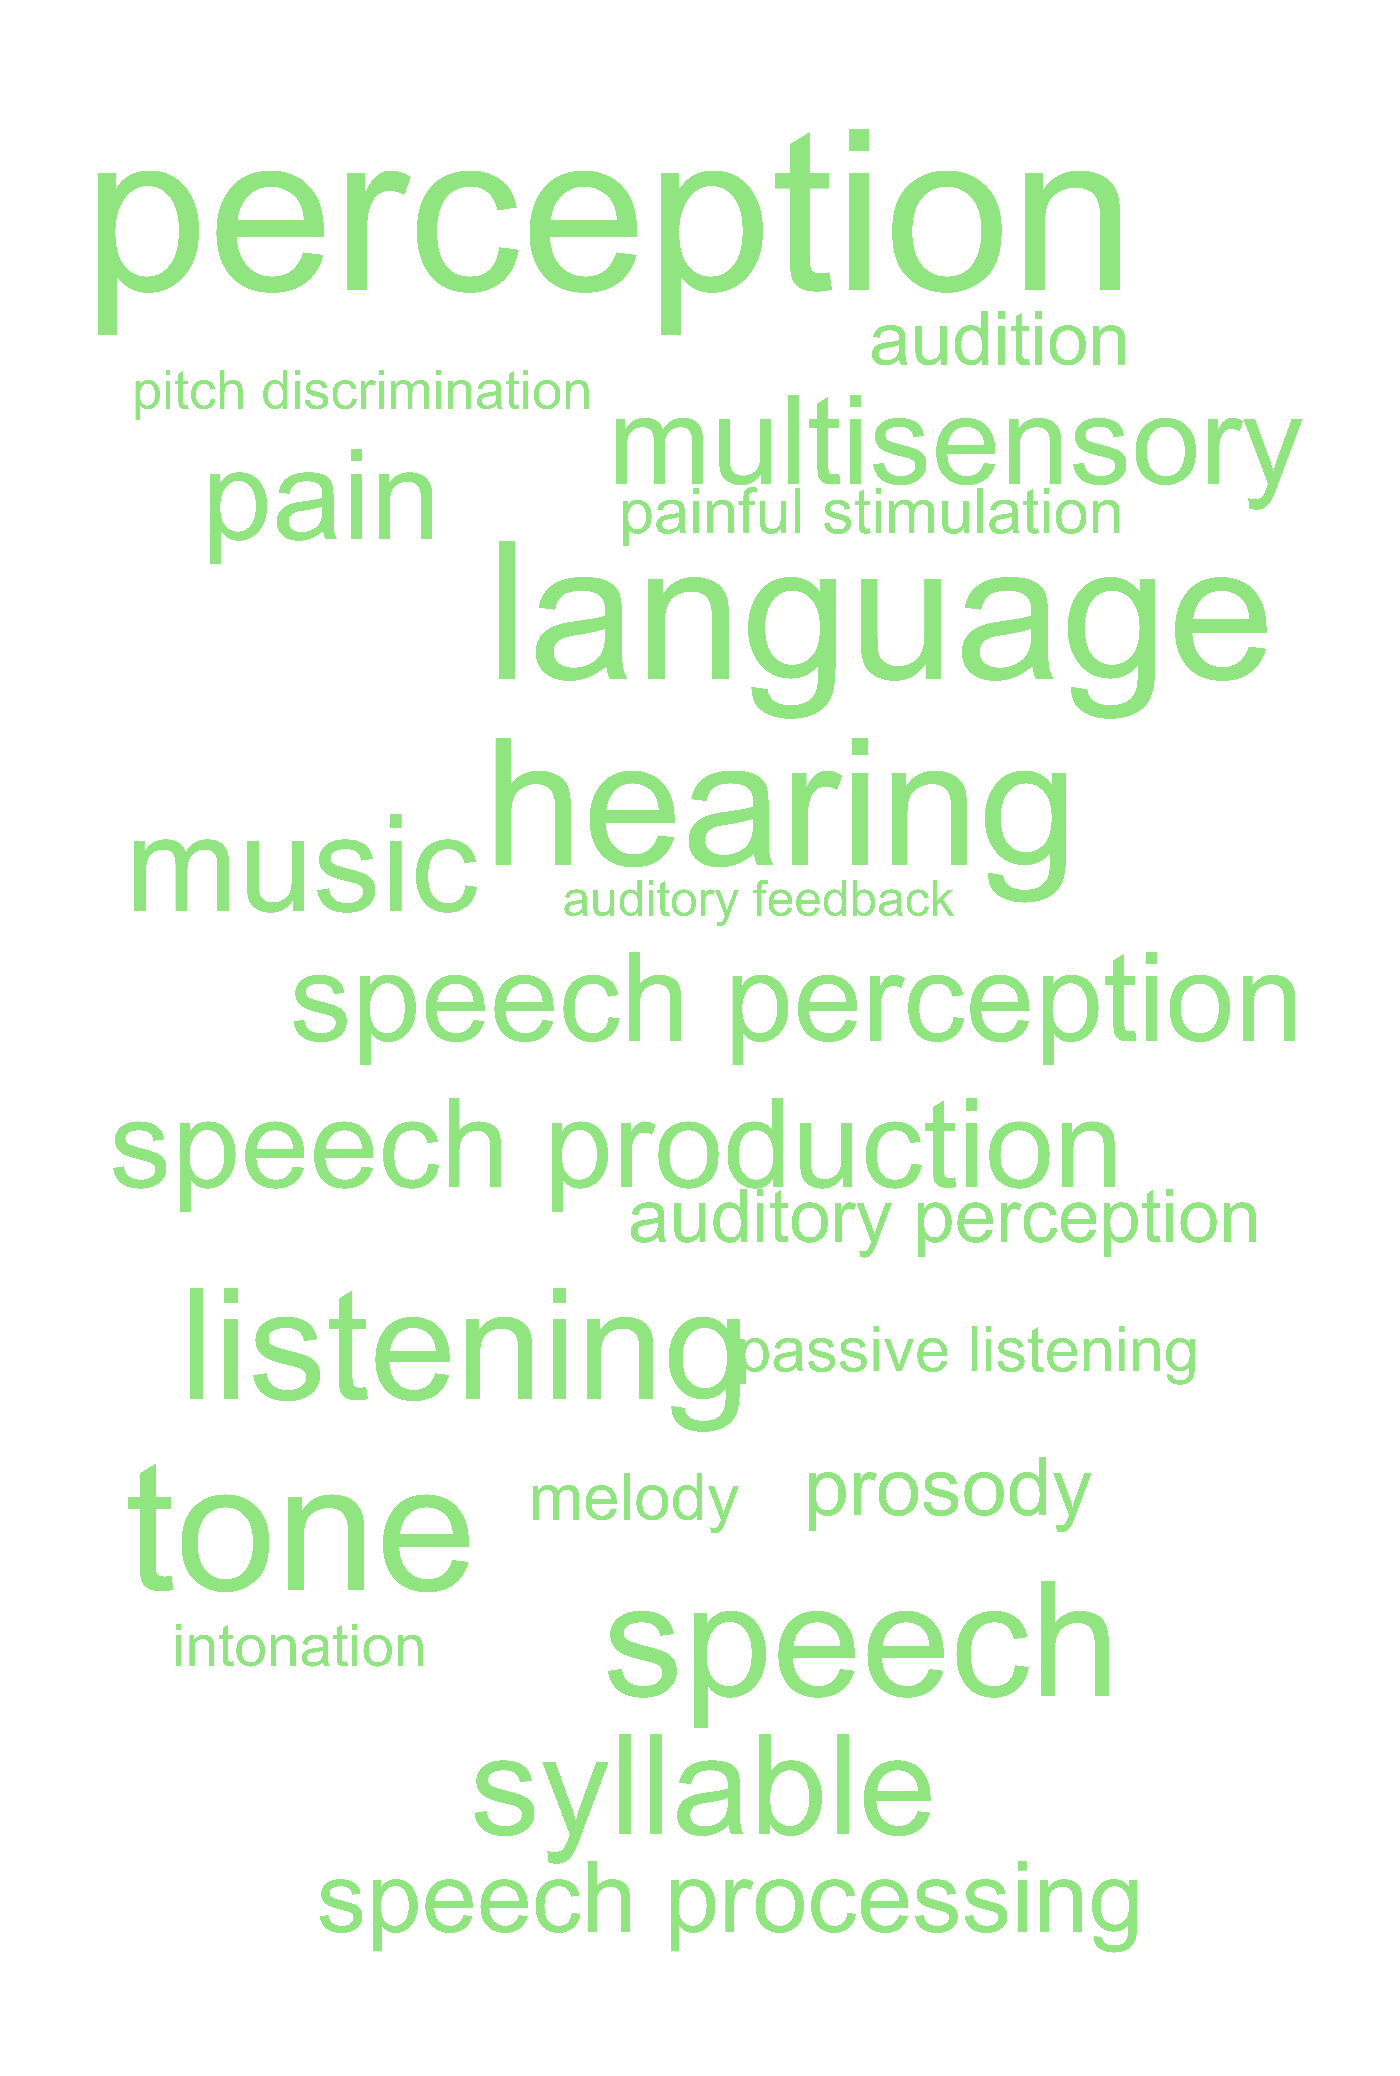 perception
audition
pitch discrimination
multisensory
pain
painful stimulation
language
hearing
music
auditory feedback
speech perception
speech production
auditory perception
listening
passive listening
tone
melody
prosody
intonation
speech
syllable
speech processing